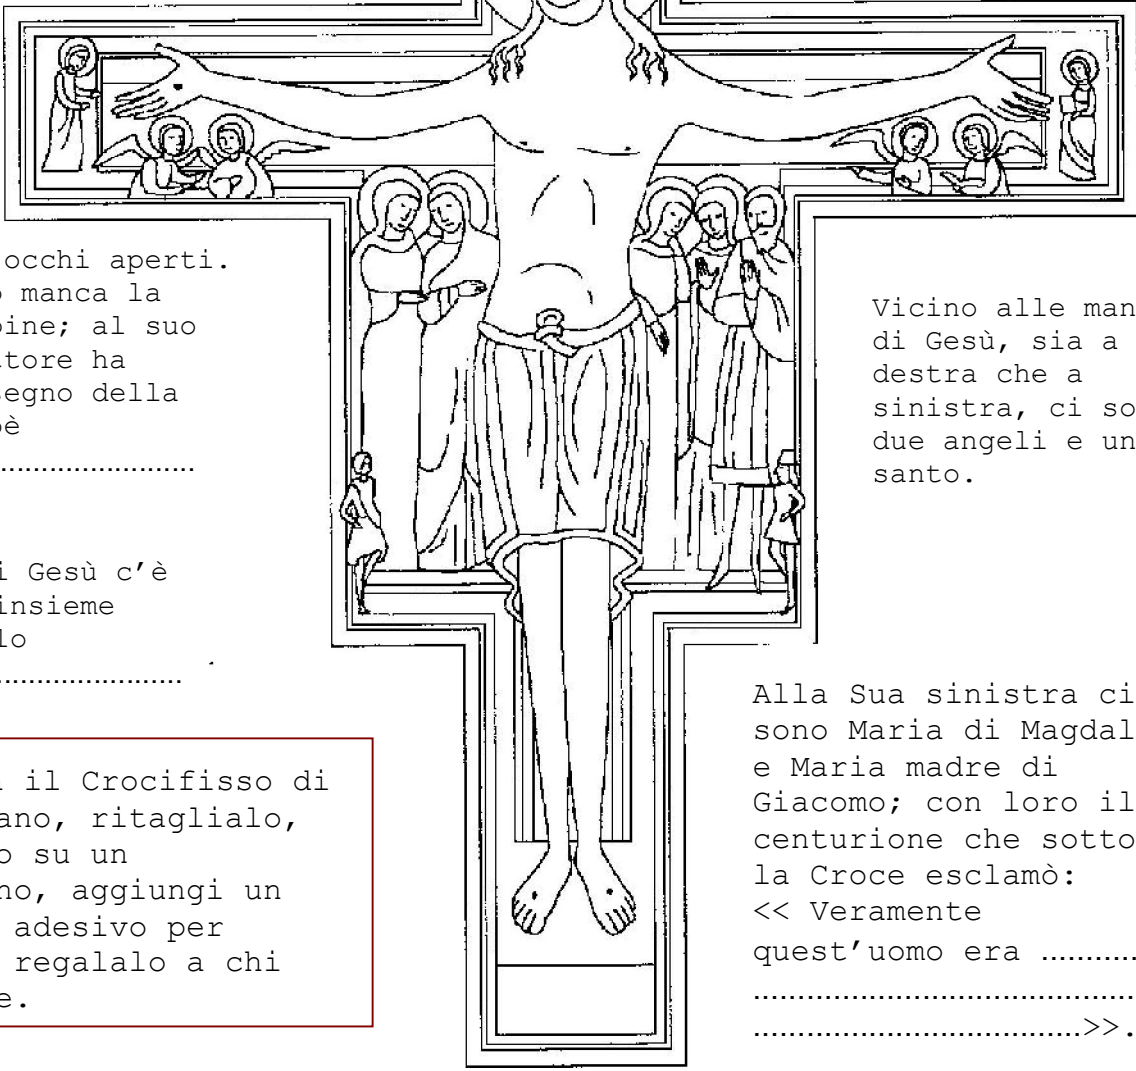 occhi aperti.
o manca la
pine; al suo
ttore ha
segno della
oè
...........................
i Gesù c’è
insieme
lo
.........................
il Crocifisso di
ano, ritaglialo,
o su un
no, aggiungi un
adesivo per
regalalo a chi
e.
Vicino alle man
di Gesù, sia a
destra che a
sinistra, ci so
due angeli e un
santo.
Alla Sua sinistra ci
sono Maria di Magdal
e Maria madre di
Giacomo; con loro il
centurione che sotto
la Croce esclamò:
<< Veramente
quest’uomo era ...........
...........................................
.....................................>>.